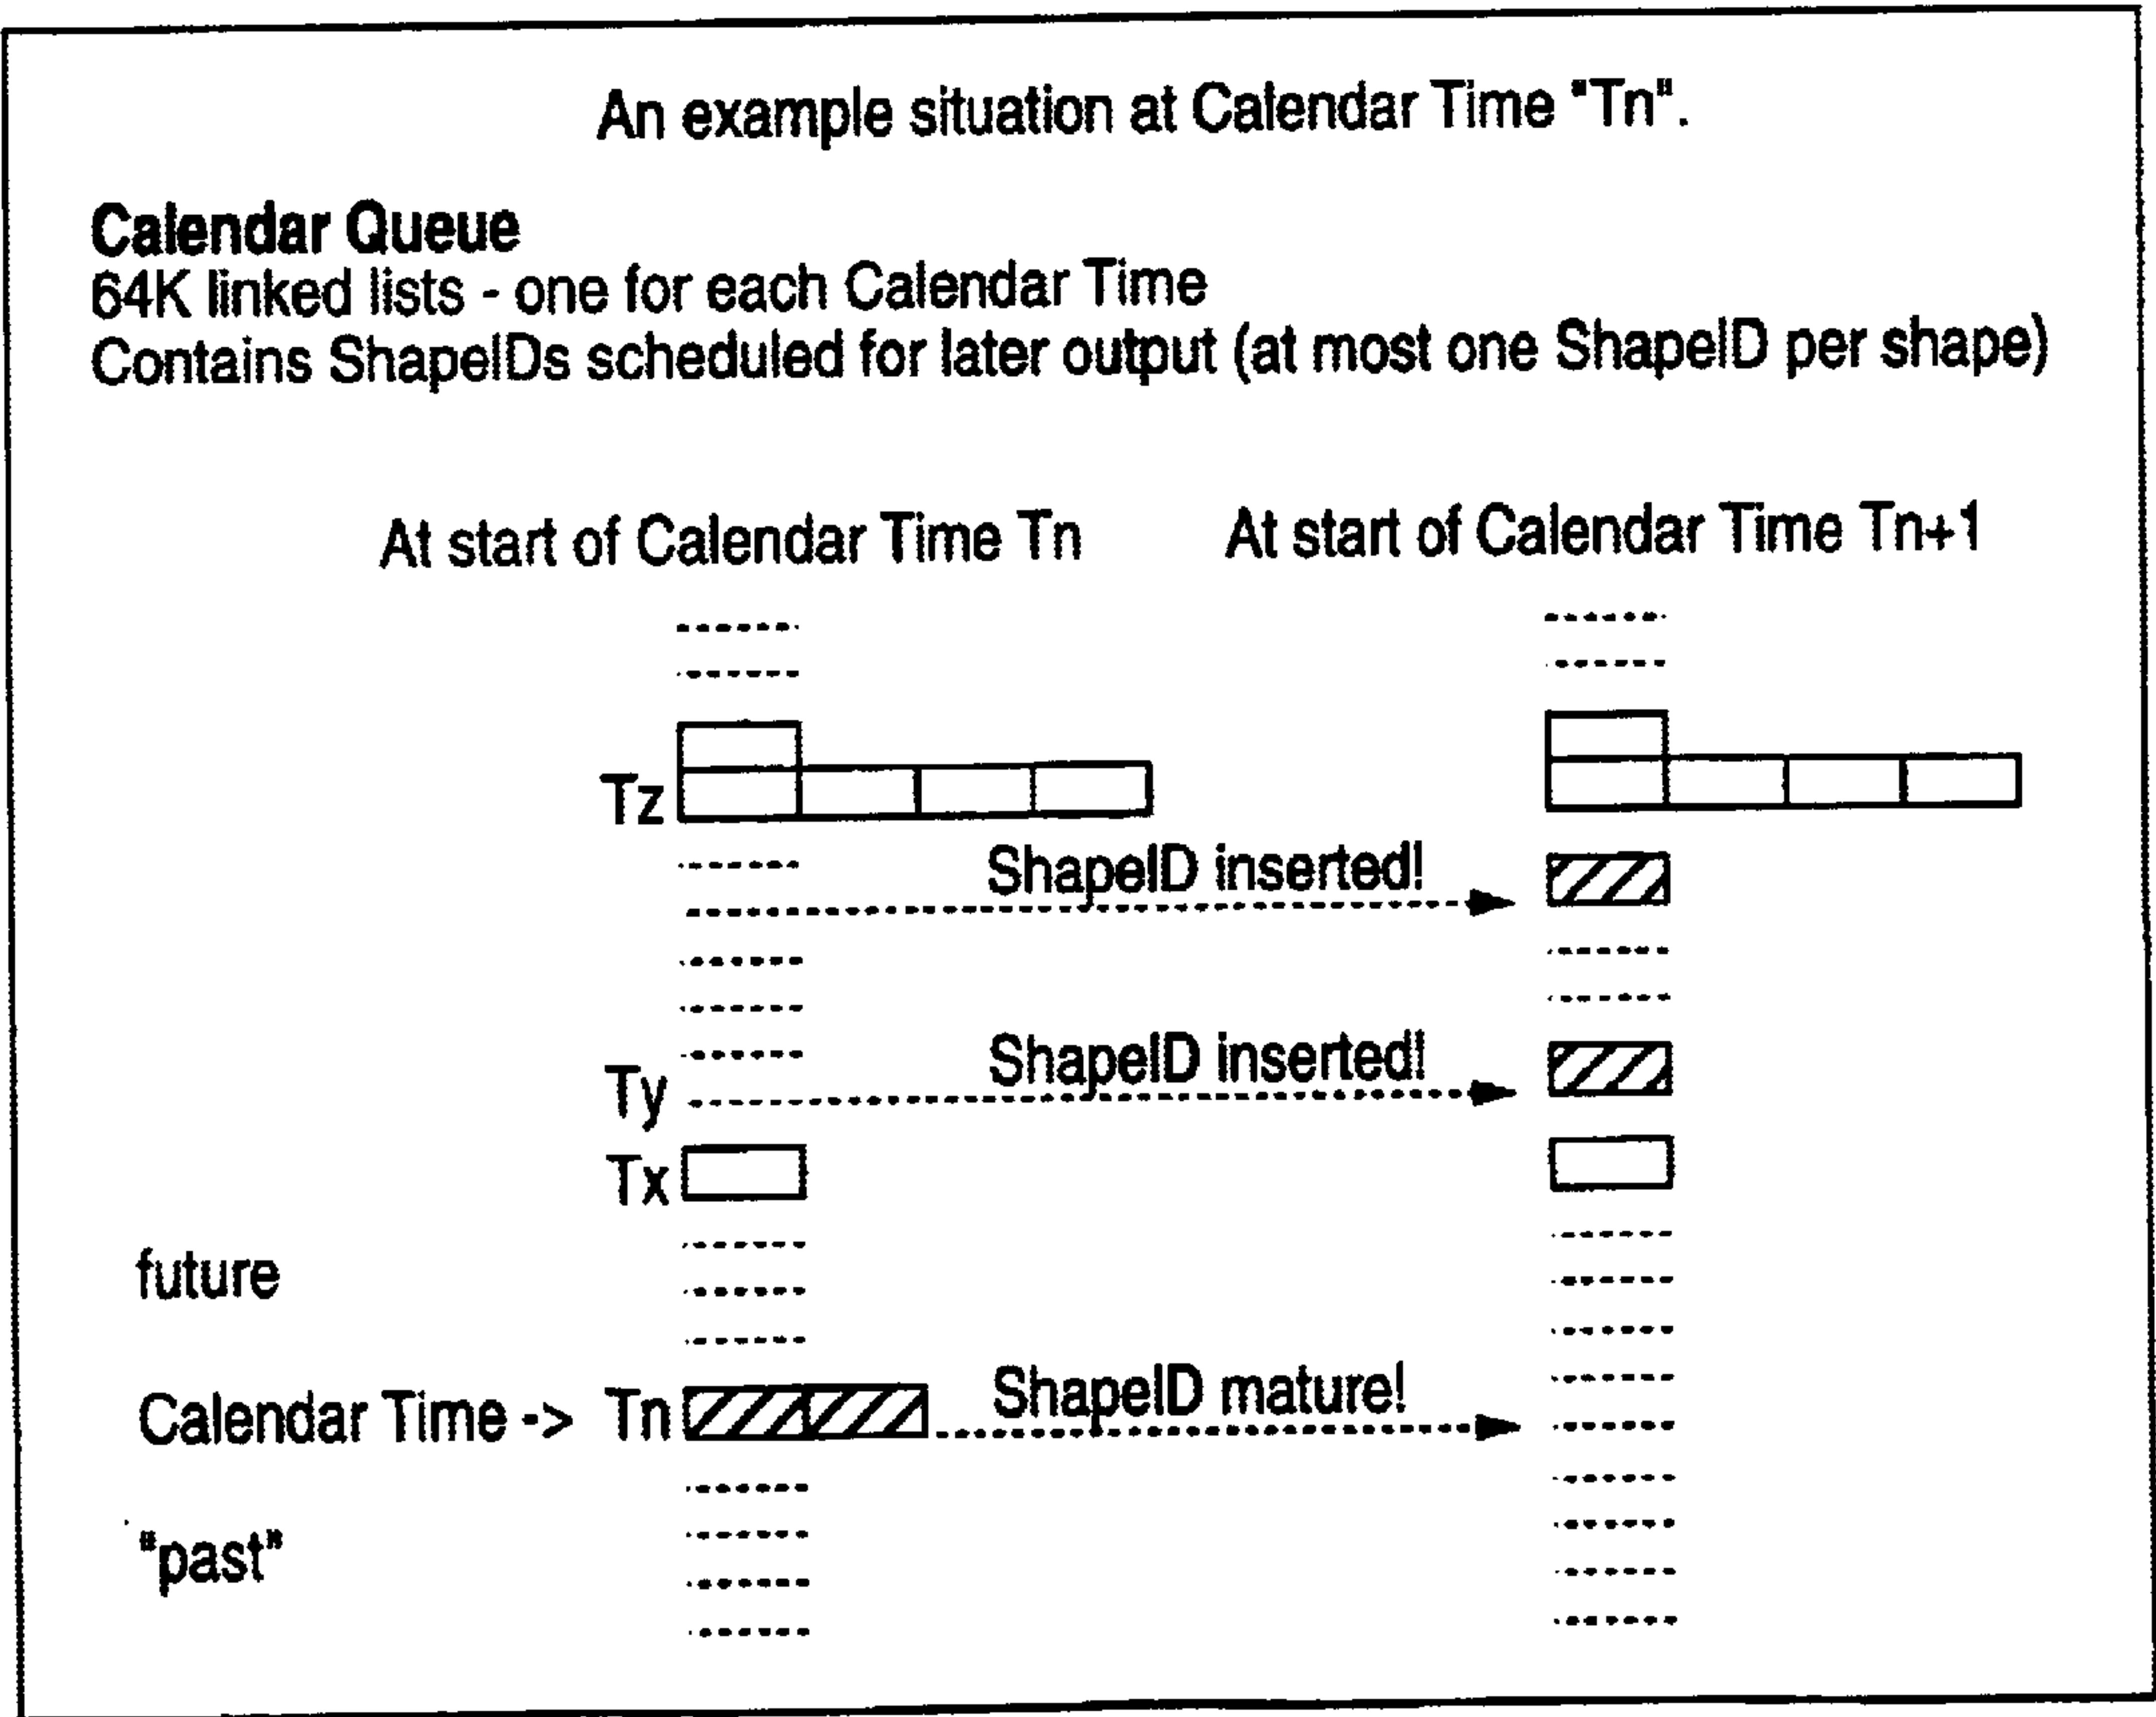 An example situation at Calendar Time "Tn".
Calendar Queue
64K linked lists - one for each Calendar Time
Contains ShapeIDs scheduled for later output (at most one ShapeID per shape)
At start of Calendar Time Tn
At start of Calendar Time Tn+1
Tz
ShapeID inserted!
ShapeID inserted!
Ty
Tx
future
ShapeID mature!
Calendar Time -> Tn
"past"